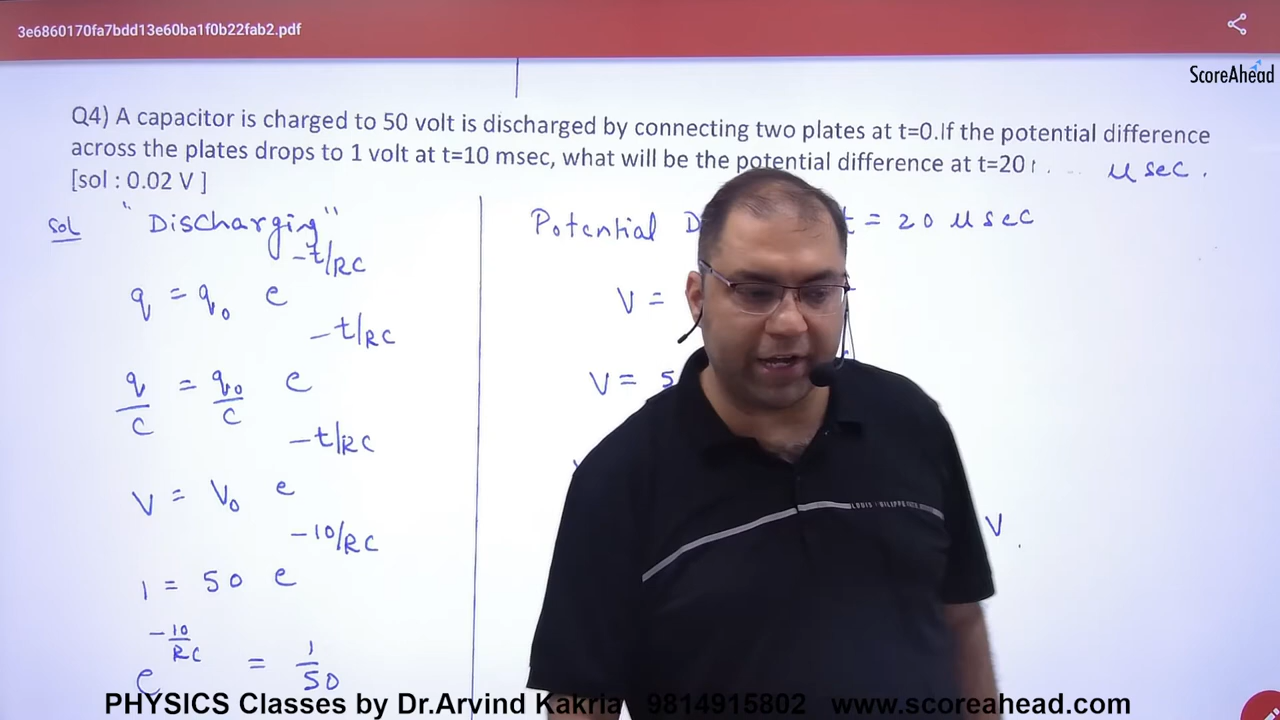 3e6860170fa7bdd13e60ba1f0b22fab2.pdf
ScoreAhead
Q4) A capacitor is charged to 50 volt is discharged by connecting two plates at t=0.If the potential difference
across the plates drops to 1 volt at t=10 msec, what will be the potential difference at t=20 μ sec.
[sol : 0.02 V ]
Sol "Discharging"
q = q₀ e^(-t/RC)
q/C = q₀/C e^(-t/RC)
V = V₀ e^(-t/RC)
1 = 50 e^(-10/RC)
e^(-10/RC) = 1/50
Potential t = 20 μ sec
V =
V = 5
V.
LOUIS PHILIPPE
PHYSICS Classes by Dr.Arvind Kakria 9814915802 www.scoreahead.com